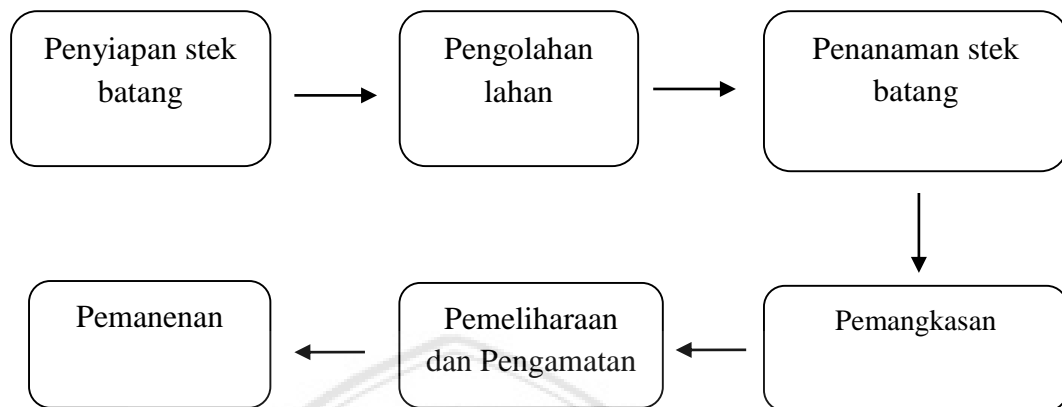 Penyiapan stek
batang
Pengolahan
lahan
Penanaman stek
batang
Pemangkasan
Pemeliharaan
dan Pengamatan
Pemanenan